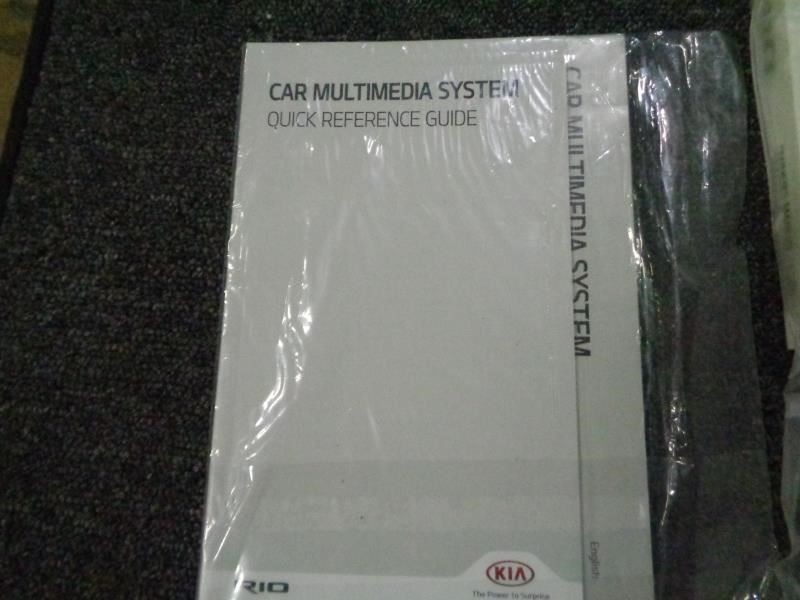 CAR MULTIMEDIA SYSTEM
QUICK REFERENCE GUIDE
CAR MULTIMEDIA SYSTEM
English
RIO
KIA
The Power to Surprise